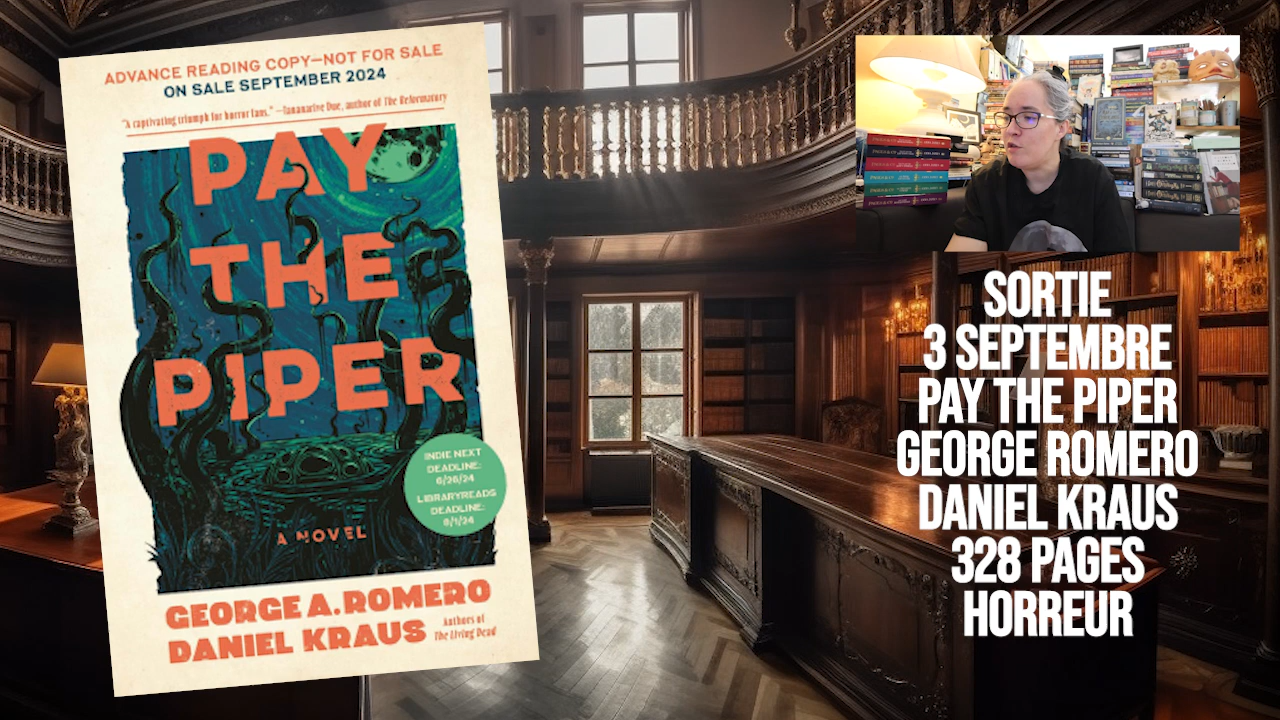 ADVANCE READING COPY—NOT FOR SALE
ON SALE SEPTEMBER 2024
"A captivating triumph for horror fans." —Tananarive Due, author of The Reformatory
PAY
THE
PIPER
INDIE NEXT
DEADLINE:
6/26/24
LIBRARYREADS
DEADLINE:
8/1/24
A NOVEL
GEORGE A. ROMERO
DANIEL KRAUS
Authors of
The Living Dead
SORTIE
3 SEPTEMBRE
PAY THE PIPER
GEORGE ROMERO
DANIEL KRAUS
328 PAGES
HORREUR